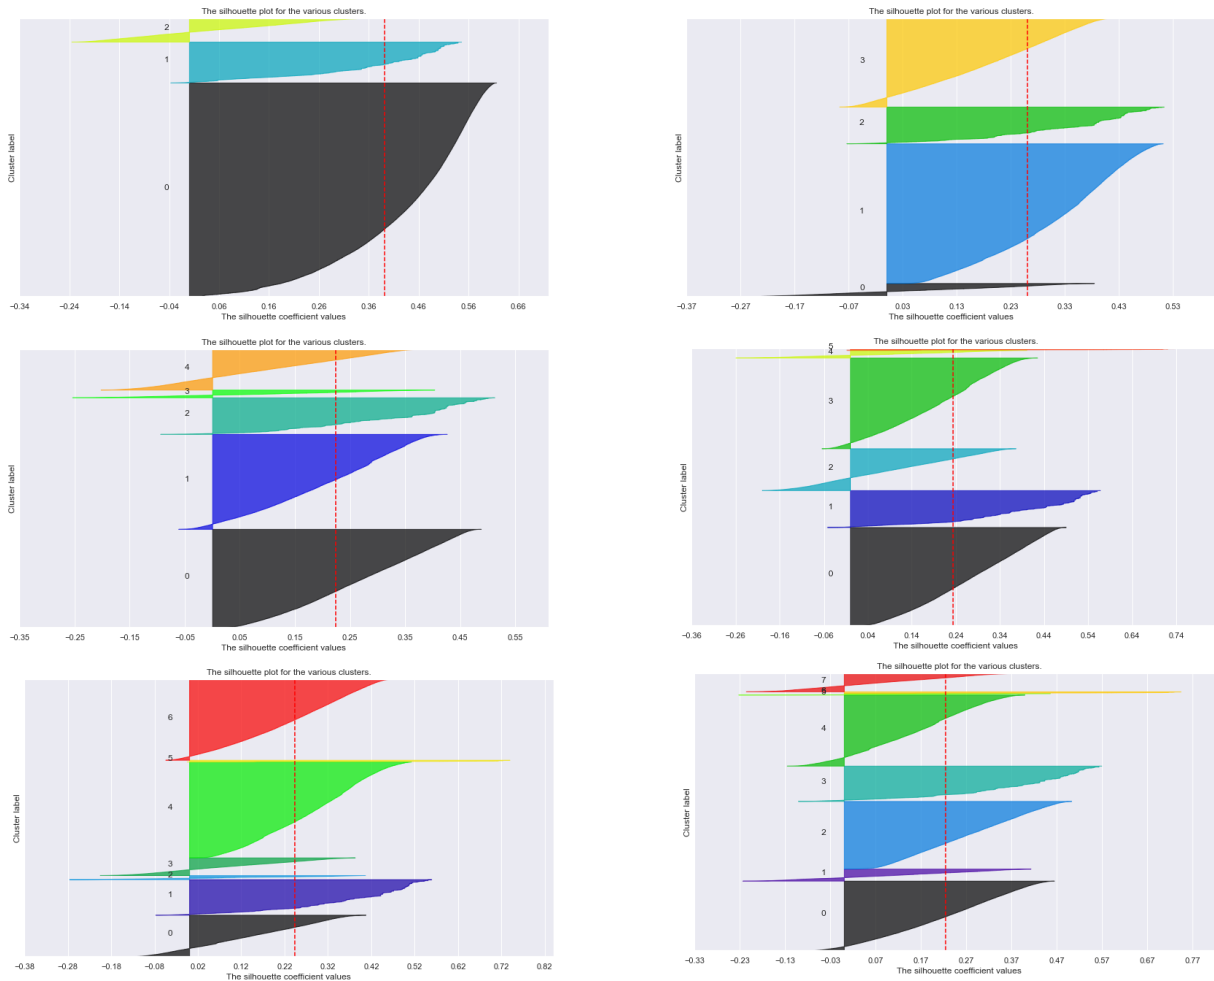 The silhouette plot for the various clusters.
2
1
0
Cluster label
−0.34 −0.24 −0.14 −0.04 0.06 0.16 0.26 0.36 0.46 0.56 0.66
The silhouette coefficient values
The silhouette plot for the various clusters.
3
2
1
0
Cluster label
−0.37 −0.27 −0.17 −0.07 0.03 0.13 0.23 0.33 0.43 0.53
The silhouette coefficient values
The silhouette plot for the various clusters.
4
3
2
1
0
Cluster label
−0.35 −0.25 −0.15 −0.05 0.05 0.15 0.25 0.35 0.45 0.55
The silhouette coefficient values
The silhouette plot for the various clusters.
5
4
3
2
1
0
Cluster label
−0.36 −0.26 −0.16 −0.06 0.04 0.14 0.24 0.34 0.44 0.54 0.64 0.74
The silhouette coefficient values
The silhouette plot for the various clusters.
6
5
4
3
2
1
0
Cluster label
−0.38 −0.28 −0.18 −0.08 0.02 0.12 0.22 0.32 0.42 0.52 0.62 0.72 0.82
The silhouette coefficient values
The silhouette plot for the various clusters.
7
4
3
2
1
0
Cluster label
−0.33 −0.23 −0.13 −0.03 0.07 0.17 0.27 0.37 0.47 0.57 0.67 0.77
The silhouette coefficient values